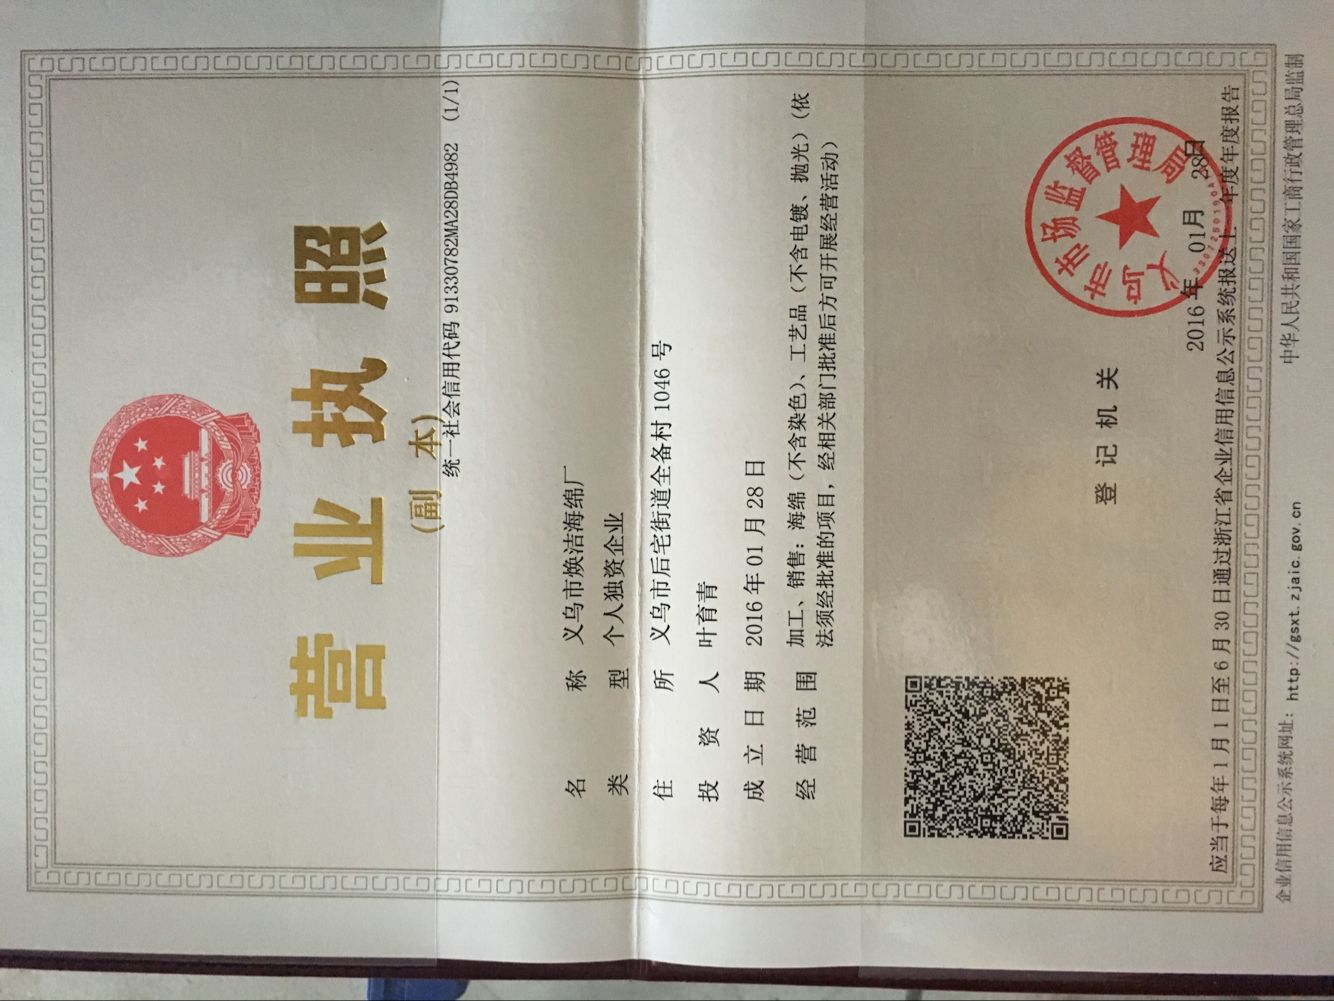 营业执照
(副 本)
统一社会信用代码 91330782MA28DB4982 (1/1)
名 称 义乌市焕洁海绵厂
类 型 个人独资企业
住 所 义乌市后宅街道全备村 1046 号
投 资 人 叶育青
成 立 日 期 2016 年 01 月 28 日
经 营 范 围 加工、销售：海绵（不含染色）、工艺品（不含电镀、抛光）（依
法须经批准的项目，经相关部门批准后方可开展经营活动）
登 记 机 关
市场监督管理局
2016 年 01月 28日
应当于每年 1 月 1 日至 6 月 30 日通过浙江省企业信用信息公示系统报送上一年度年度报告
企业信用信息公示系统网址： http://gsxt.zjaic.gov.cn 中华人民共和国国家工商行政管理总局监制